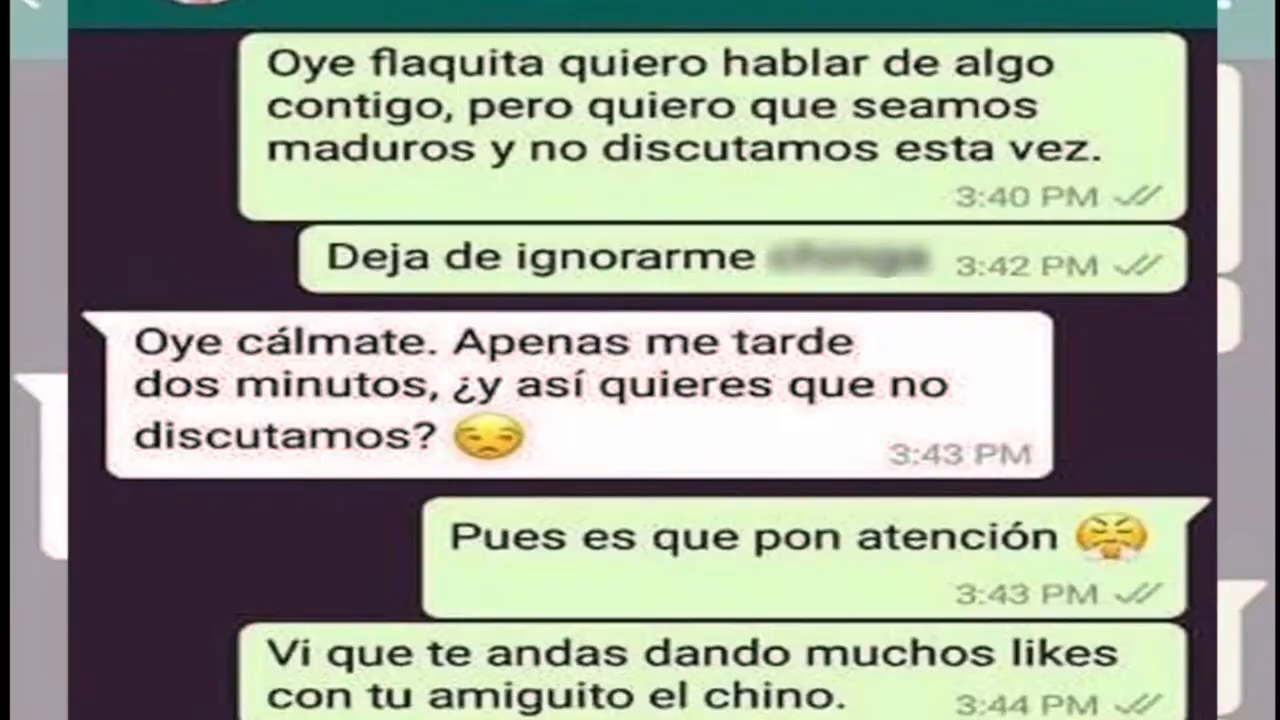 Oye flaquita quiero hablar de algo
contigo, pero quiero que seamos
maduros y no discutamos esta vez.
3:40 PM
Deja de ignorarme 3:42 PM
Oye cálmate. Apenas me tarde
dos minutos, ¿y así quieres que no
discutamos? 😒
3:43 PM
Pues es que pon atención 😤
3:43 PM
Vi que te andas dando muchos likes
con tu amiguito el chino. 3:44 PM